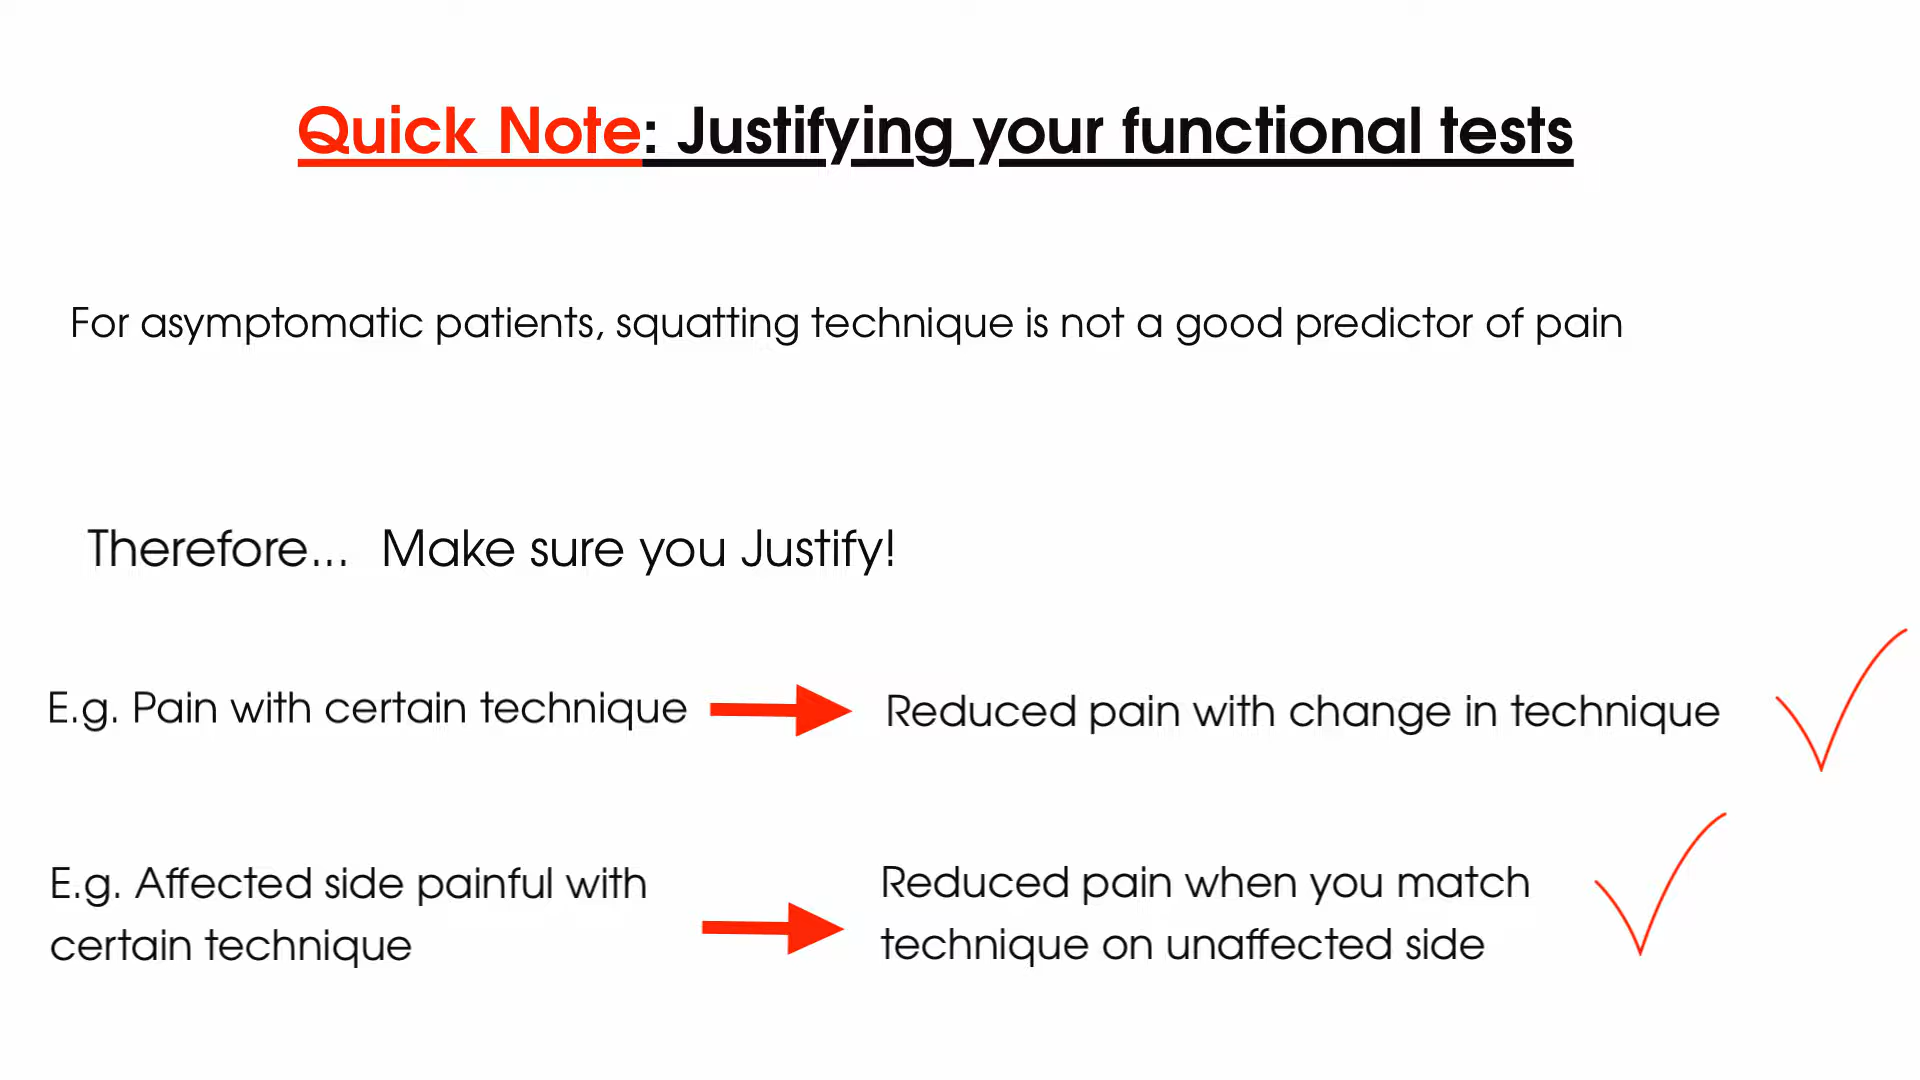 Quick Note: Justifying your functional tests
For asymptomatic patients, squatting technique is not a good predictor of pain
Therefore... Make sure you Justify!
E.g. Pain with certain technique
Reduced pain with change in technique
E.g. Affected side painful with
certain technique
Reduced pain when you match
technique on unaffected side